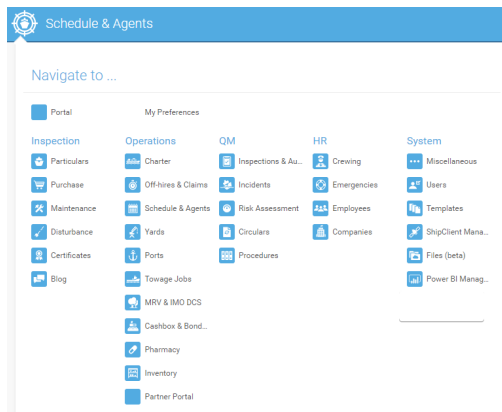 Schedule & Agents
Navigate to ...
Portal
My Preferences
Inspection
Particulars
Purchase
Maintenance
Disturbance
Certificates
Blog
Operations
Charter
Off-hires & Claims
Schedule & Agents
Yards
Ports
Towage Jobs
MRV & IMO DCS
Cashbox & Bond...
Pharmacy
Inventory
Partner Portal
QM
Inspections & Au...
Incidents
Risk Assessment
Circulars
Procedures
HR
Crewing
Emergencies
Employees
Companies
System
Miscellaneous
Users
Templates
ShipClient Mana...
Files (beta)
Power BI Manag...